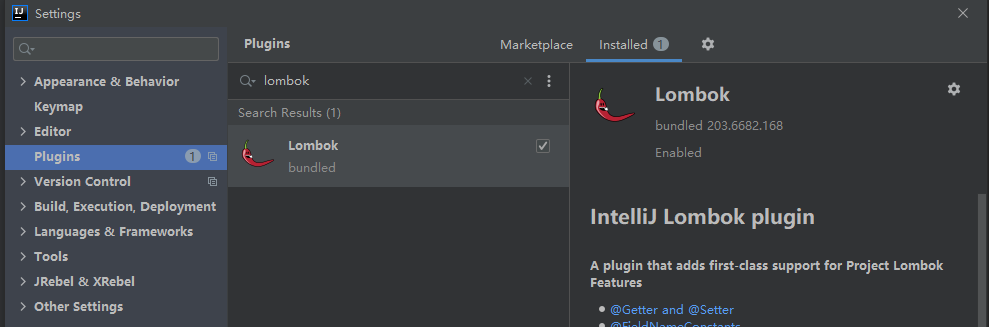 Settings
Plugins
Marketplace
Installed 1
lombok
Appearance & Behavior
Keymap
Editor
Plugins 1
Version Control
Build, Execution, Deployment
Languages & Frameworks
Tools
JRebel & XRebel
Other Settings
Search Results (1)
Lombok
bundled
Lombok
bundled 203.6682.168
Enabled
IntelliJ Lombok plugin
A plugin that adds first-class support for Project Lombok
Features
@Getter and @Setter
@FieldNameConstants